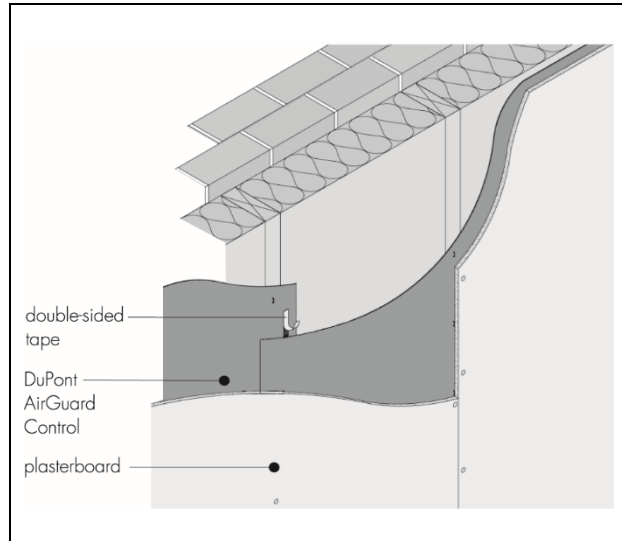 double-sided
tape
DuPont
AirGuard
Control
plasterboard